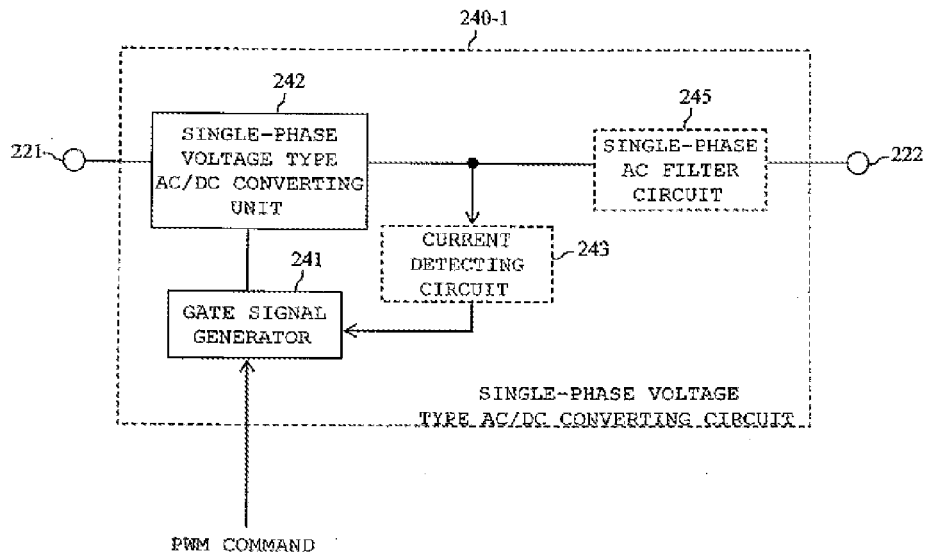 240-1
242
SINGLE-PHASE
VOLTAGE TYPE
AC/DC CONVERTING
UNIT
245
SINGLE-PHASE
AC FILTER
CIRCUIT
221
222
CURRENT
DETECTING
CIRCUIT
243
241
GATE SIGNAL
GENERATOR
SINGLE-PHASE VOLTAGE
TYPE AC/DC CONVERTING CIRCUIT
PWM COMMAND